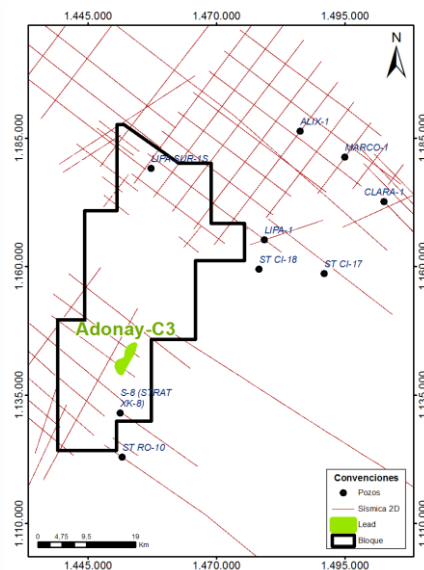 1.445.000 1.470.000 1.495.000
N
1.185.000 1.185.000
ALIX-1
MARCO-1
LIPA SUR-1S
CLARA-1
LIPA-1
1.160.000 1.160.000
ST CI-18
ST CI-17
Adonay-C3
S-8 (STRAT
XK-8)
1.135.000 1.135.000
ST RO-10
Convenciones
Pozos
Sísmica 2D
Lead
Bloque
0 4.75 9.5 19
Km
1.110.000 1.110.000
1.445.000 1.470.000 1.495.000